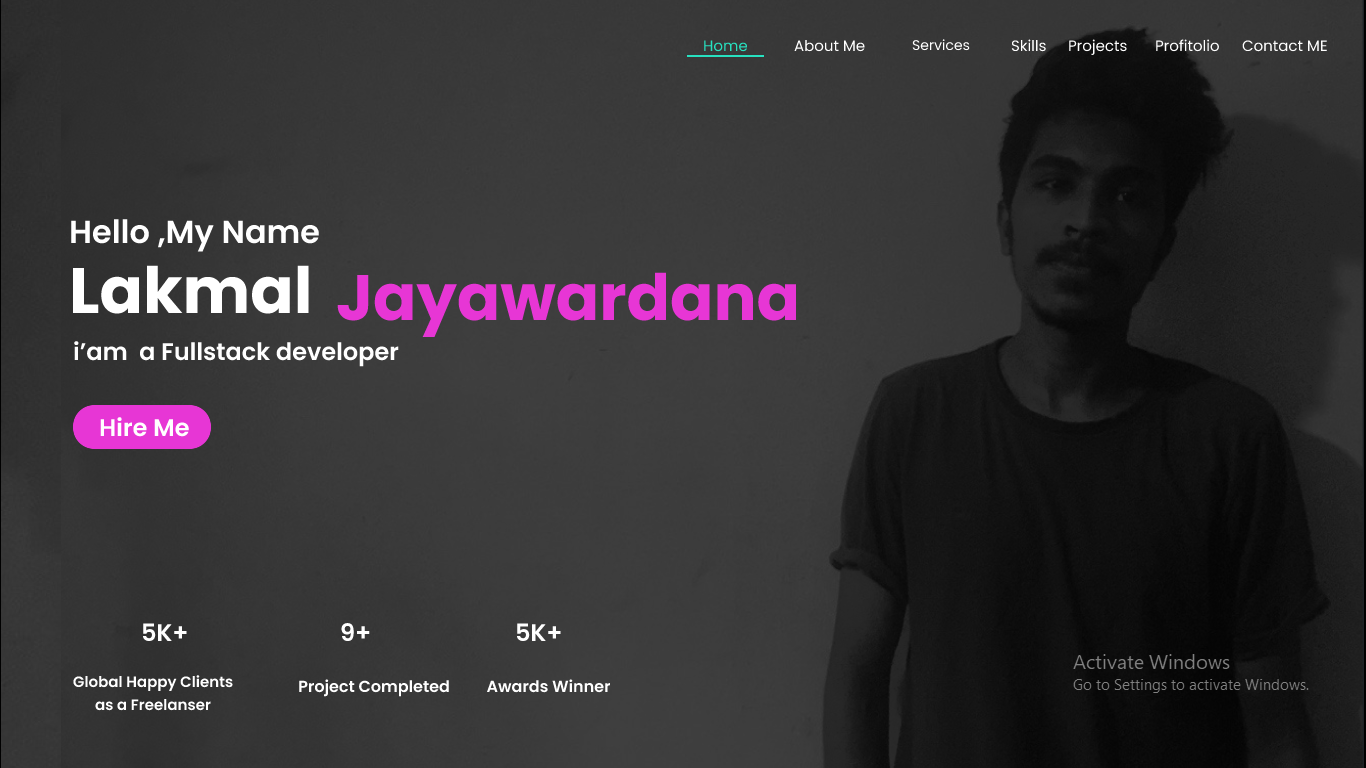 Home About Me Services Skills Projects Profitolio Contact ME
Hello ,My Name
Lakmal Jayawardana
i’am a Fullstack developer
Hire Me
5K+ 9+ 5K+
Global Happy Clients
as a Freelanser
Project Completed
Awards Winner
Activate Windows
Go to Settings to activate Windows.